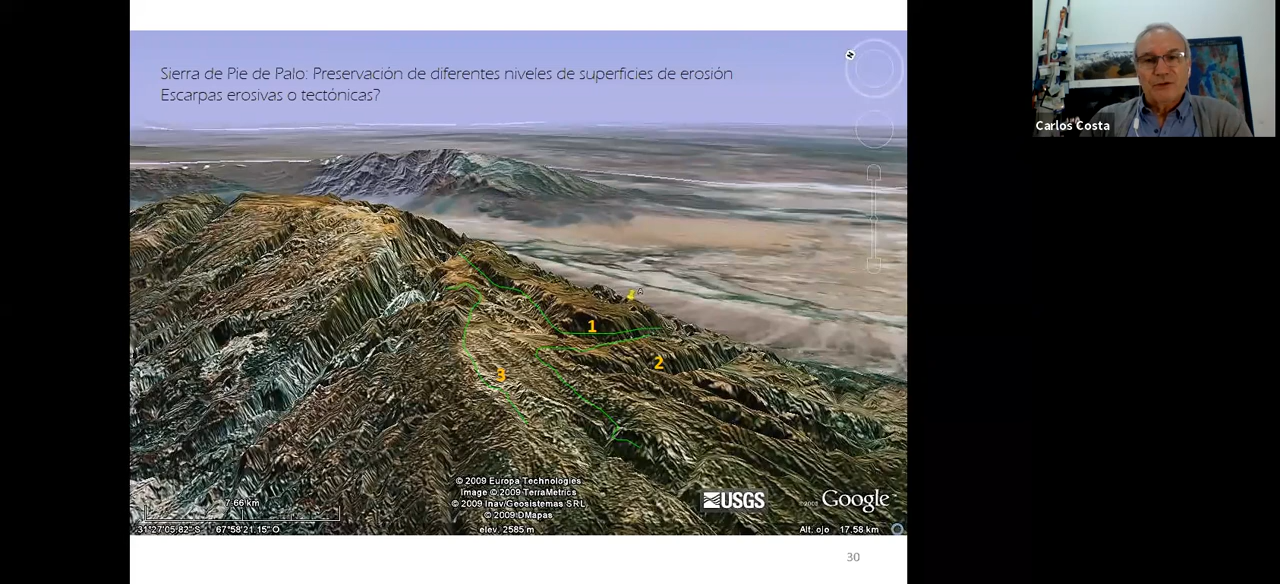 Sierra de Pie de Palo: Preservación de diferentes niveles de superficies de erosión
Escarpas erosivas o tectónicas?
N
Carlos Costa
1
2
3
© 2009 Europa Technologies
Image © 2009 TerraMetrics
© 2009 Inav/Geosistemas SRL
© 2009 DMapas
7.66 km
USGS
Google
31°27'05.82" S 67°58'21.15" O
elev. 2585 m
Alt. ojo 17.58 km
30